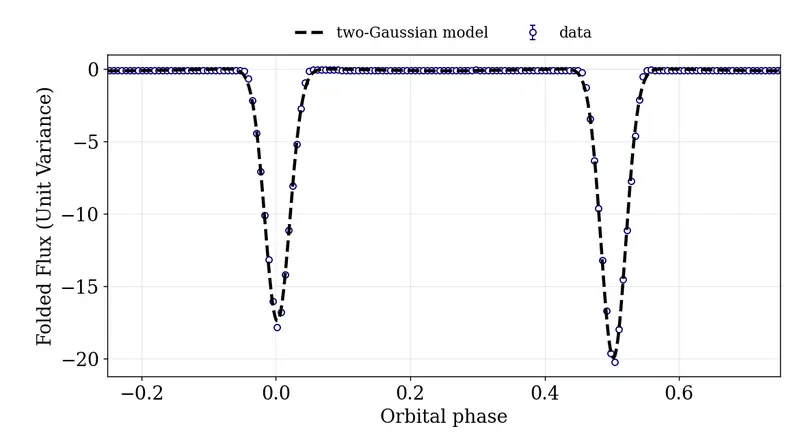 two-Gaussian model
data
Folded Flux (Unit Variance)
0
−5
−10
−15
−20
−0.2
0.0
0.2
0.4
0.6
Orbital phase